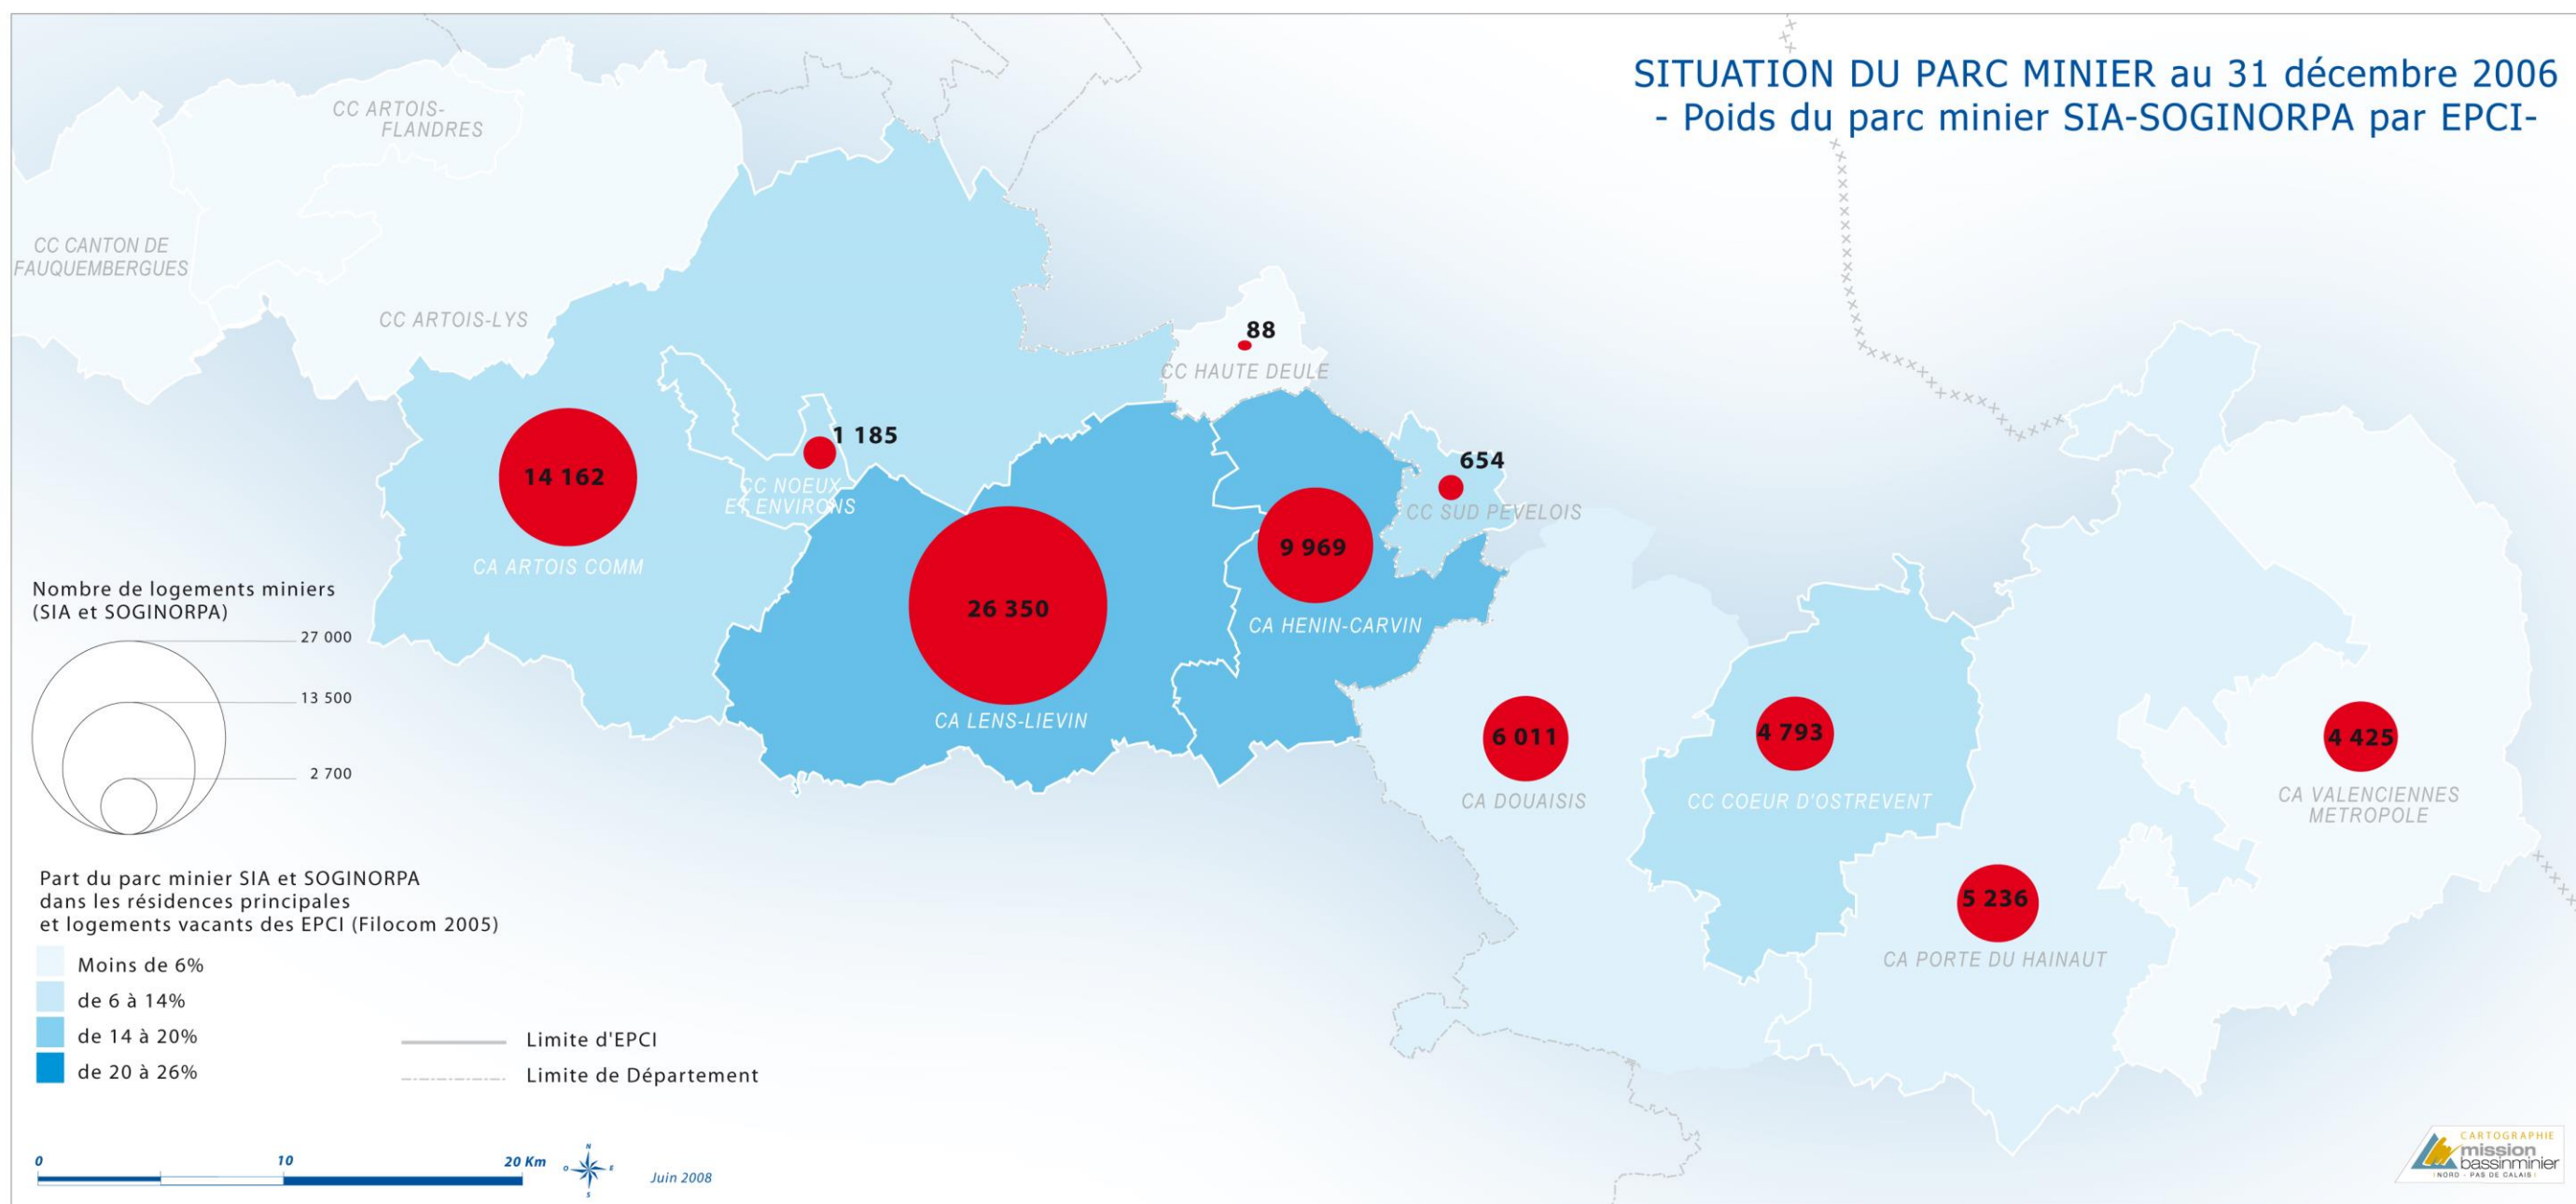 SITUATION DU PARC MINIER au 31 décembre 2006
- Poids du parc minier SIA-SOGINORPA par EPCI-
CC ARTOIS-
FLANDRES
CC CANTON DE
FAUQUEMBERGUES
CC ARTOIS-LYS
88
CC HAUTE DEULE
1 185
CC NOEUX
ET ENVIRONS
14 162
CA ARTOIS COMM
654
CC SUD PEVELOIS
9 969
CA HENIN-CARVIN
26 350
CA LENS-LIEVIN
6 011
CA DOUAISIS
4 793
CC COEUR D'OSTREVENT
4 425
CA VALENCIENNES
METROPOLE
5 236
CA PORTE DU HAINAUT
Nombre de logements miniers
(SIA et SOGINORPA)
27 000
13 500
2 700
Part du parc minier SIA et SOGINORPA
dans les résidences principales
et logements vacants des EPCI (Filocom 2005)
Moins de 6%
de 6 à 14%
de 14 à 20%
de 20 à 26%
Limite d'EPCI
Limite de Département
0 10 20 Km
N
O E
S
Juin 2008
CARTOGRAPHIE
mission
bassinminier
NORD - PAS DE CALAIS